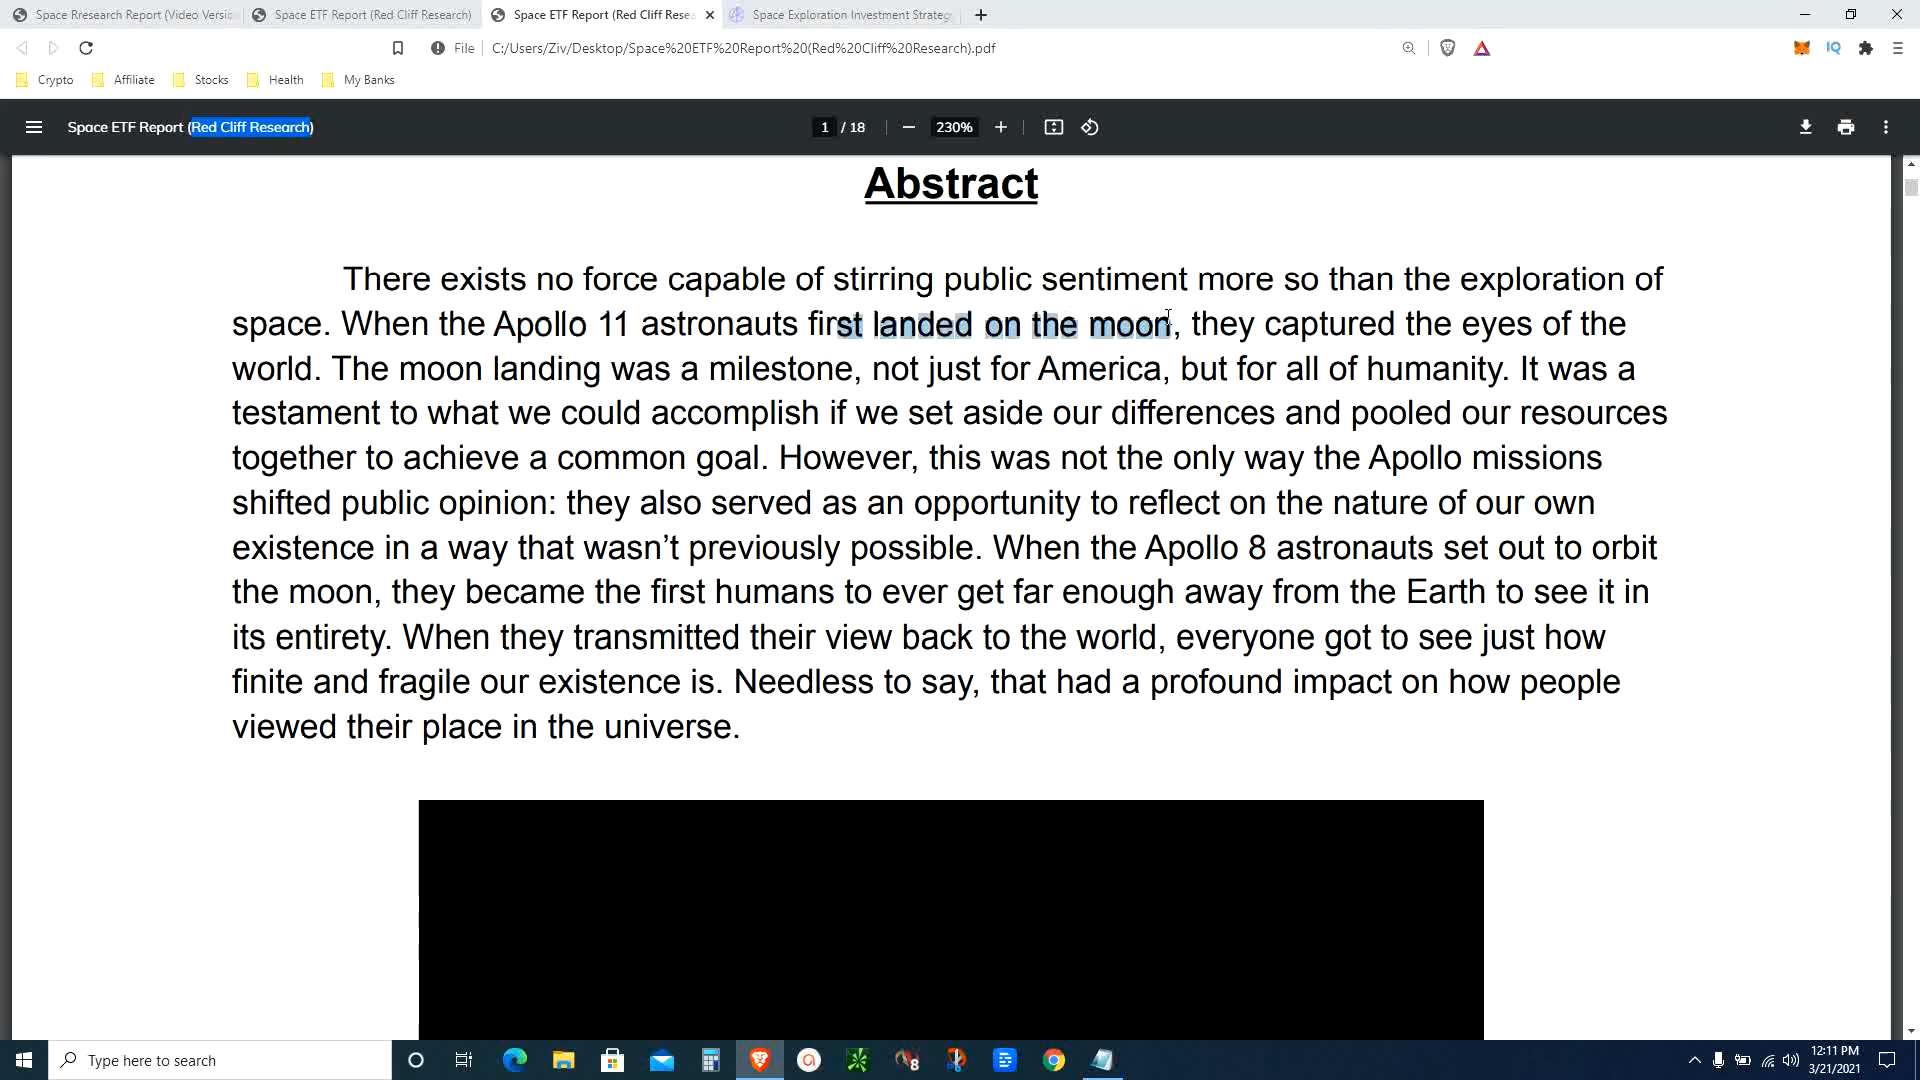 Space Rresearch Report (Video Versio
Space ETF Report (Red Cliff Research)
Space ETF Report (Red Cliff Resea
Space Exploration Investment Strateg
File
C:/Users/Ziv/Desktop/Space%20ETF%20Report%20(Red%20Cliff%20Research).pdf
IQ
Crypto
Affiliate
Stocks
Health
My Banks
Space ETF Report (Red Cliff Research)
1 / 18
230%
Abstract
There exists no force capable of stirring public sentiment more so than the exploration of
space. When the Apollo 11 astronauts first landed on the moon, they captured the eyes of the
world. The moon landing was a milestone, not just for America, but for all of humanity. It was a
testament to what we could accomplish if we set aside our differences and pooled our resources
together to achieve a common goal. However, this was not the only way the Apollo missions
shifted public opinion: they also served as an opportunity to reflect on the nature of our own
existence in a way that wasn’t previously possible. When the Apollo 8 astronauts set out to orbit
the moon, they became the first humans to ever get far enough away from the Earth to see it in
its entirety. When they transmitted their view back to the world, everyone got to see just how
finite and fragile our existence is. Needless to say, that had a profound impact on how people
viewed their place in the universe.
Type here to search
8
12:11 PM
3/21/2021